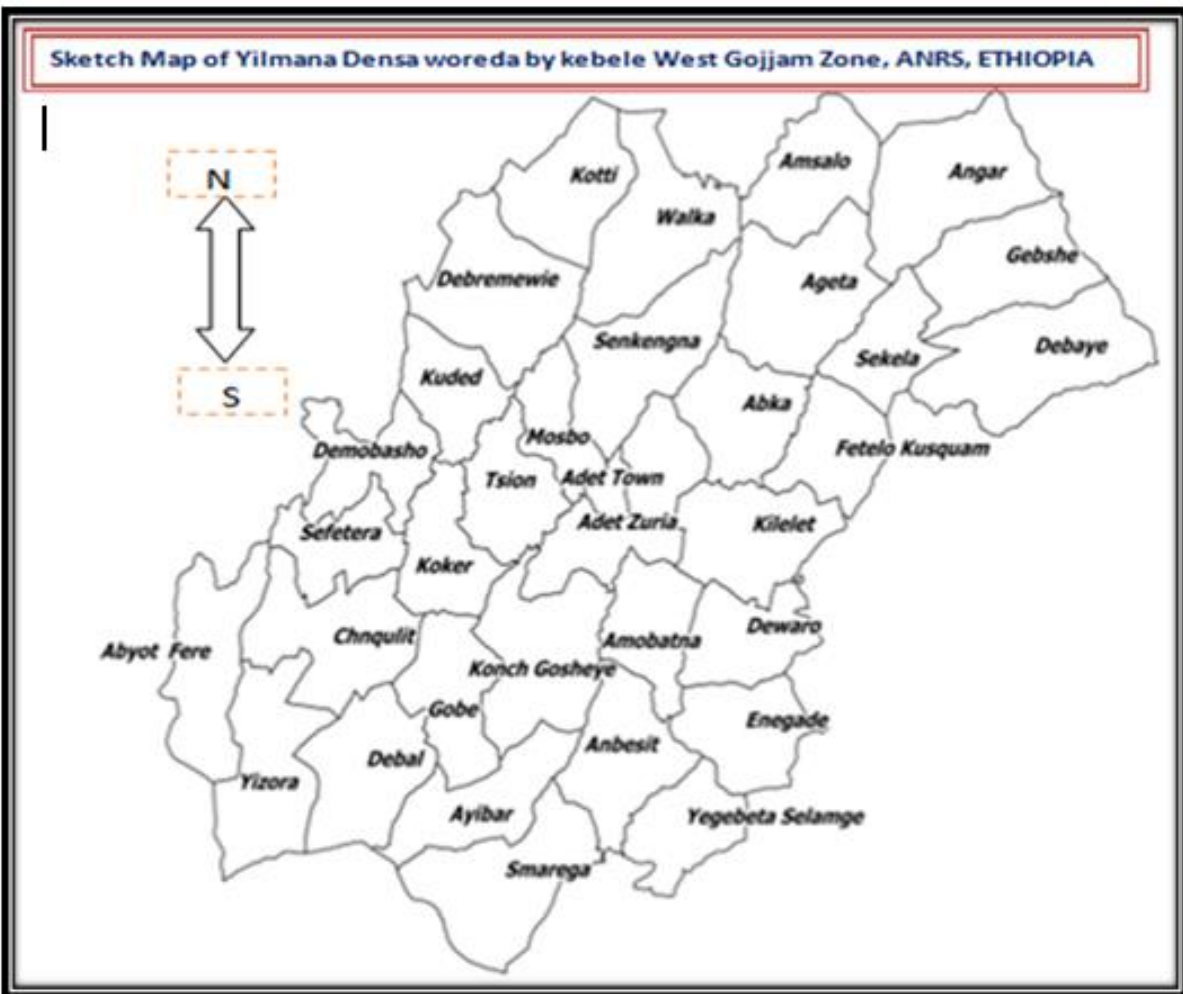 Sketch Map of Yilmana Densa woreda by kebele West Gojjam Zone, ANRS, ETHIOPIA
N
S
Kotti
Amsalo
Angar
Walka
Gebshe
Debremewie
Ageta
Senkengna
Debaye
Sekela
Kuded
Abka
Mosbo
Demobasho
Fetelo Kusquam
Tsion
Adet Town
Adet Zuria
Kilelet
Sefetera
Koker
Dewaro
Chnqulit
Amobatna
Abyot Fere
Konch Gosheye
Gobe
Enegade
Anbesit
Debal
Yizora
Ayibar
Yegebeta Selamge
Smarega